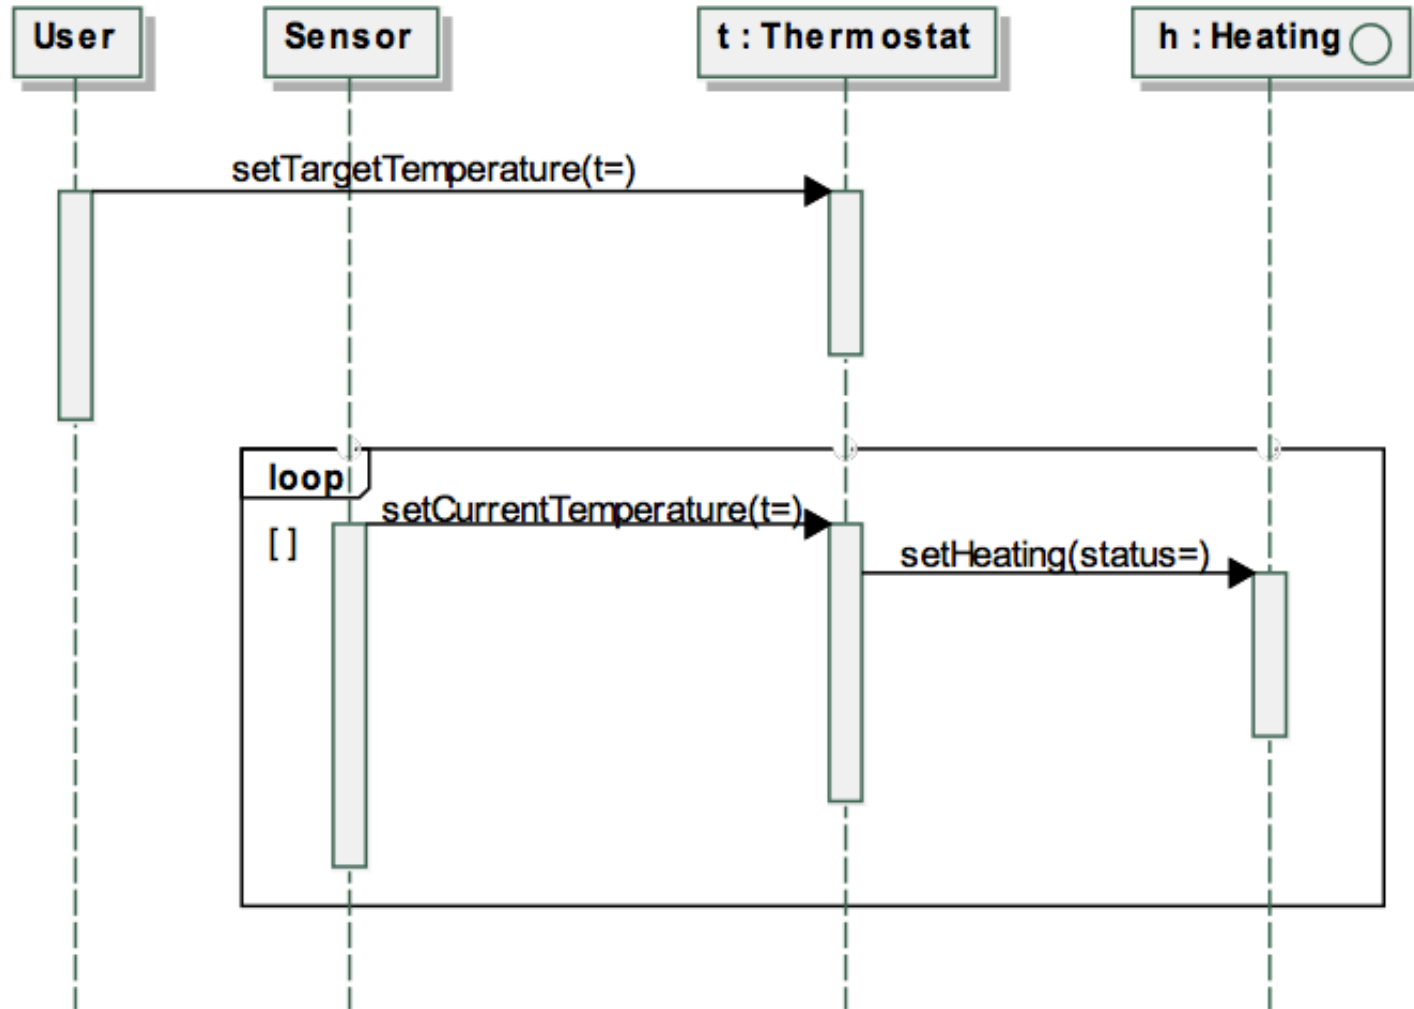 User
Sensor
t : Thermostat
h : Heating
setTargetTemperature(t=)
loop
setCurrentTemperature(t=)
[ ]
setHeating(status=)